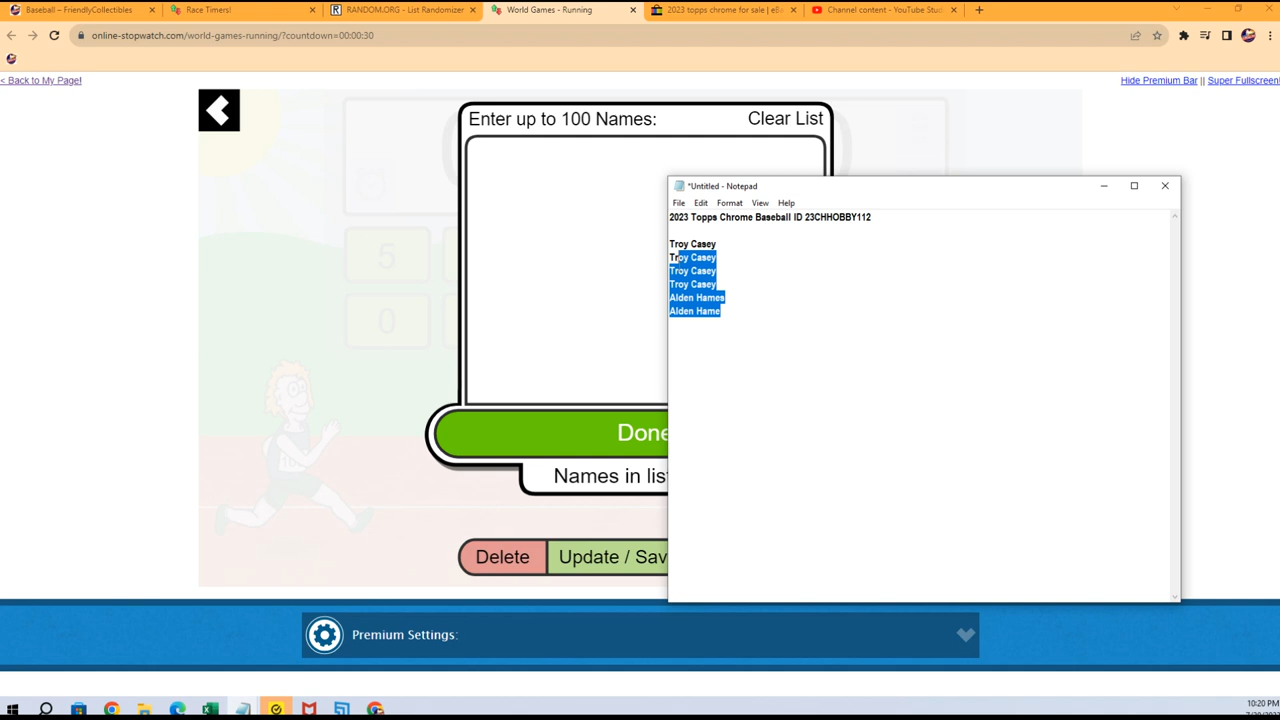 Baseball – FriendlyCollectibles
Race Timers!
RANDOM.ORG - List Randomizer
World Games - Running
2023 topps chrome for sale | eB
Channel content - YouTube Stud
online-stopwatch.com/world-games-running/?countdown=00:00:30
< Back to My Page!
Hide Premium Bar || Super Fullscreen!
Enter up to 100 Names:
Clear List
*Untitled - Notepad
File Edit Format View Help
2023 Topps Chrome Baseball ID 23CHHOBBY112
Troy Casey
Troy Casey
Troy Casey
Troy Casey
Alden Hames
Alden Hame
5
0
Done
Names in list
Delete
Update / Sav
Premium Settings:
10:20 PM